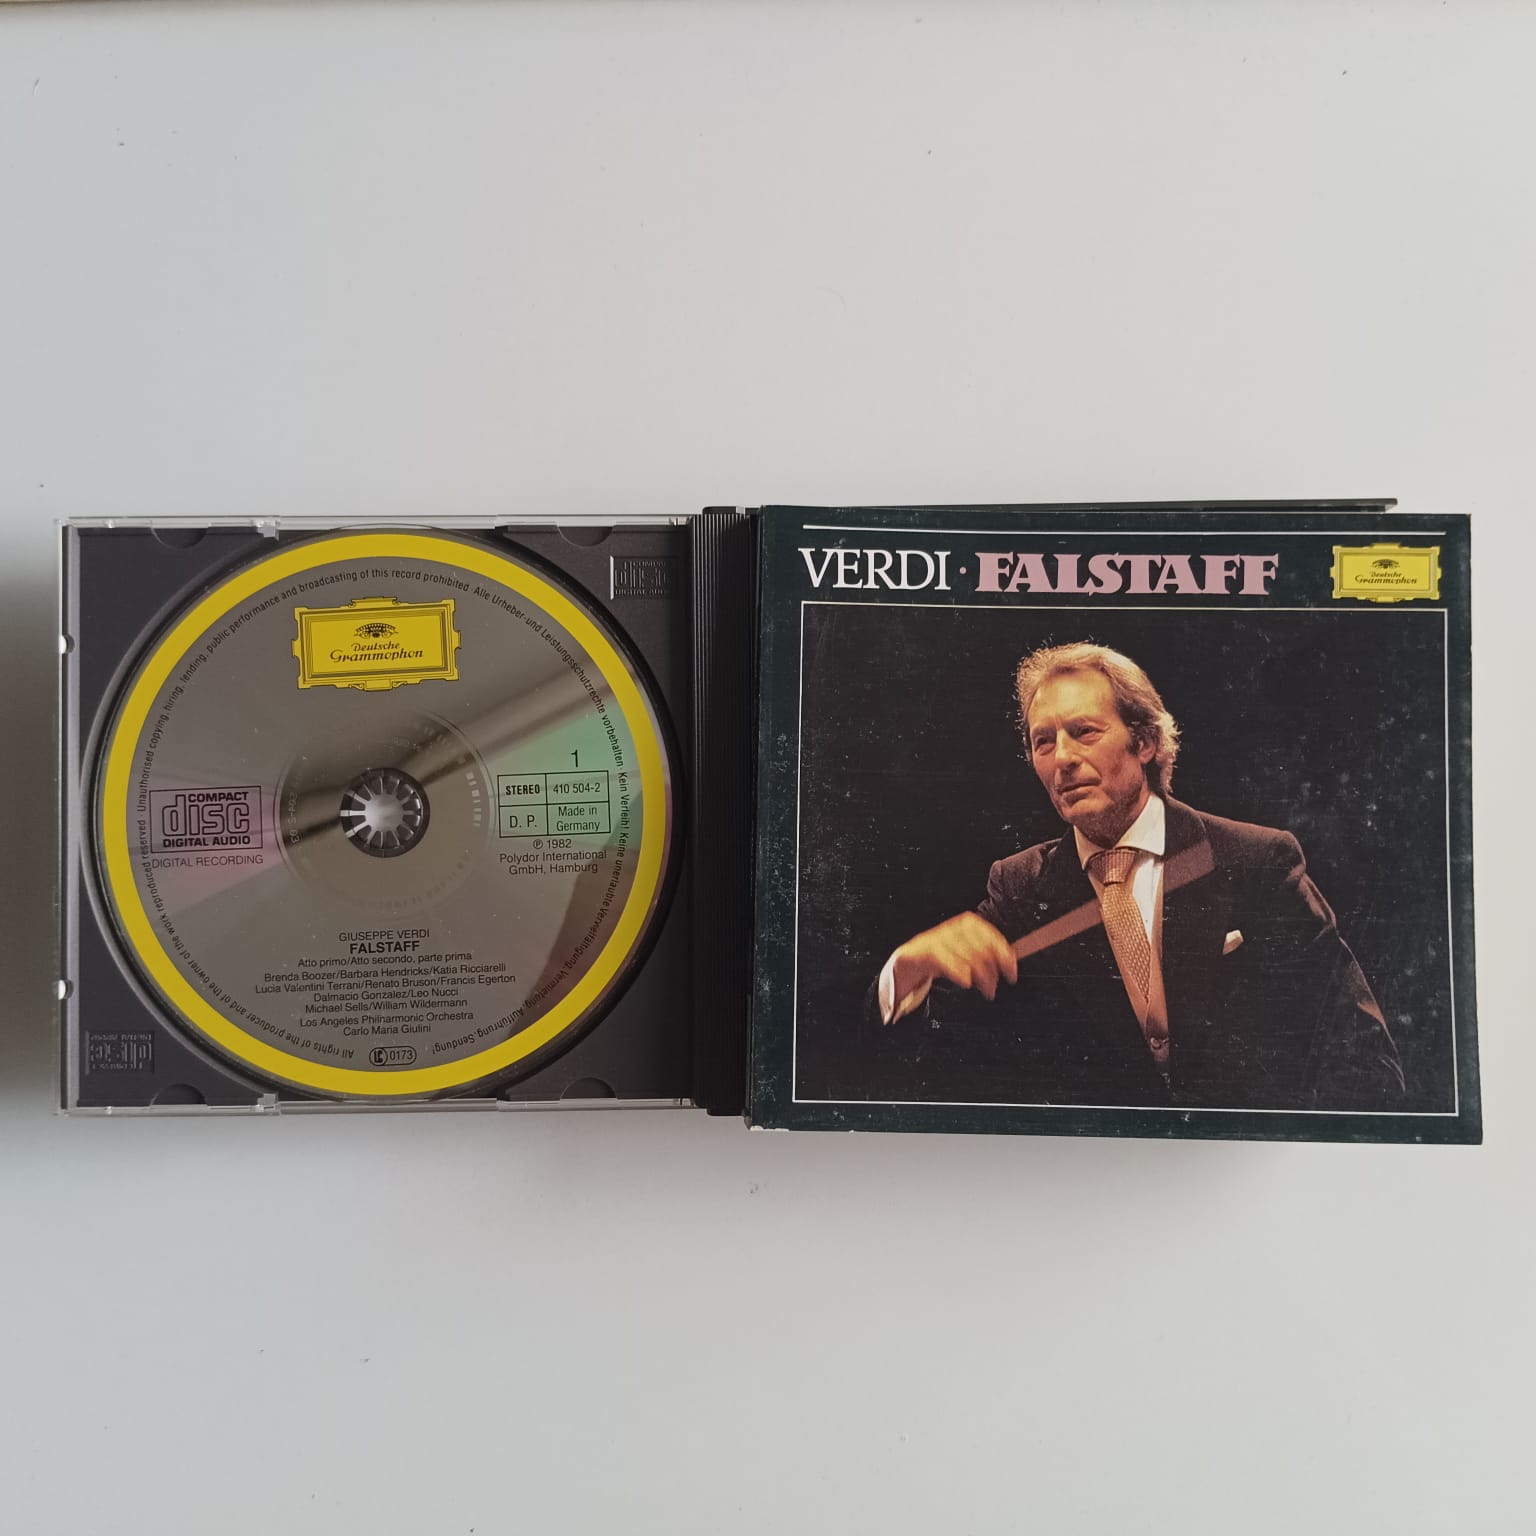 All rights of the producer and of the owner of the work reproduced reserved · Unauthorised copying, hiring, lending, public performance and broadcasting of this record prohibited · Alle Urheber- und Leistungsschutzrechte vorbehalten · Kein Verleih! Keine unerlaubte Vervielfältigung, Vermietung, Aufführung, Sendung!
Deutsche
Grammophon
COMPACT
disc
DIGITAL AUDIO
DIGITAL RECORDING
1
STEREO 410 504-2
D. P. Made in
Germany
℗ 1982
Polydor International
GmbH, Hamburg
GIUSEPPE VERDI
FALSTAFF
Atto primo/Atto secondo, parte prima
Brenda Boozer/Barbara Hendricks/Katia Ricciarelli
Lucia Valentini Terrani/Renato Bruson/Francis Egerton
Dalmacio Gonzalez/Leo Nucci
Michael Sells/William Wildermann
Los Angeles Philharmonic Orchestra
Carlo Maria Giulini
LC 0173
disc
DIGITAL AUDIO
VERDI · FALSTAFF
Deutsche
Grammophon